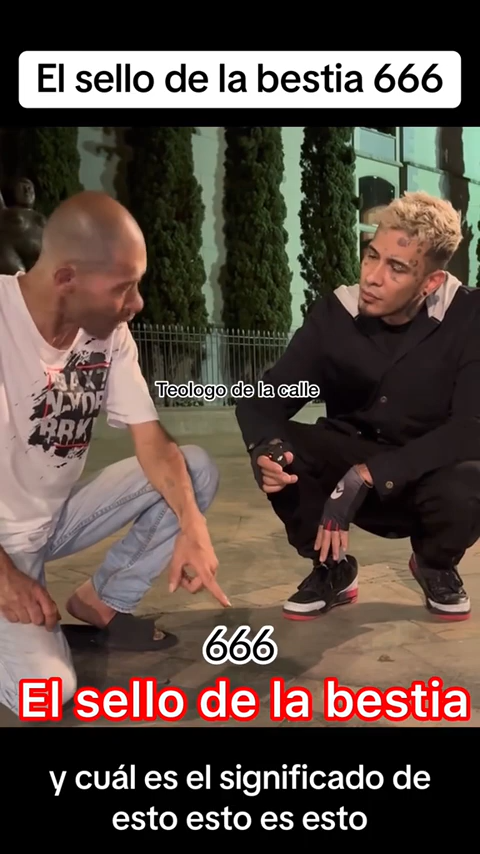 El sello de la bestia 666
Teologo de la calle
666
El sello de la bestia
y cuál es el significado de
esto esto es esto